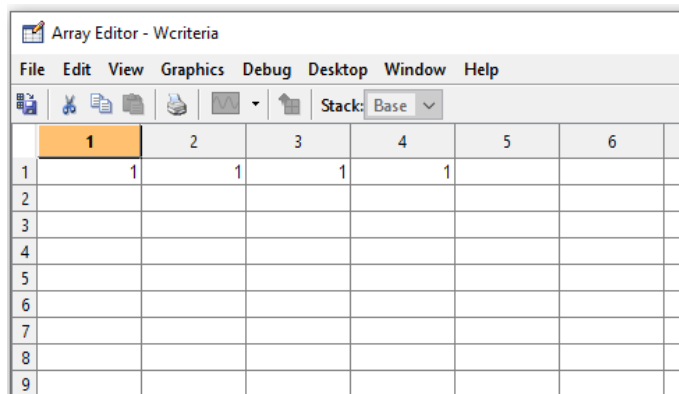 Array Editor - Wcriteria
File Edit View Graphics Debug Desktop Window Help
Stack: Base
1 2 3 4 5 6
1 1 1 1 1
2
3
4
5
6
7
8
9